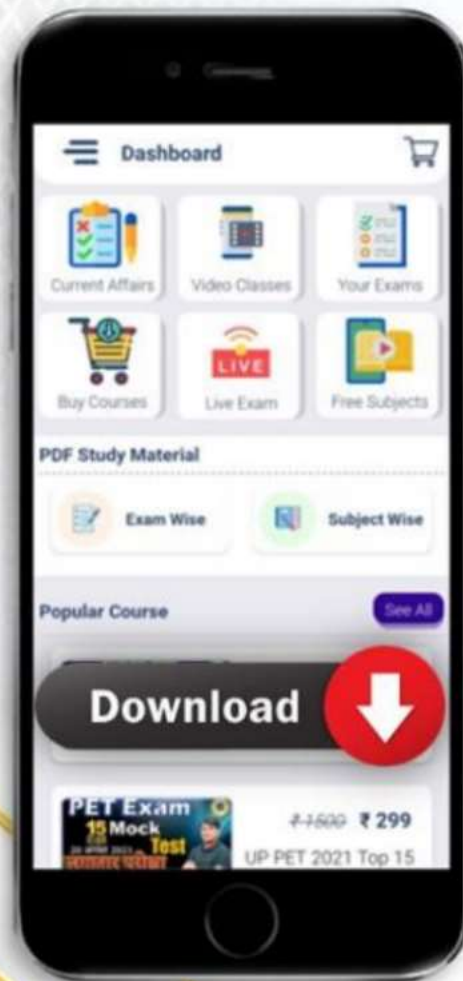 Dashboard
Current Affairs
Video Classes
Your Exams
Buy Courses
LIVE
Live Exam
Free Subjects
PDF Study Material
Exam Wise
Subject Wise
Popular Course
See All
Download
PET Exam
15 Mock
Test
₹ 1500 ₹ 299
UP PET 2021 Top 15